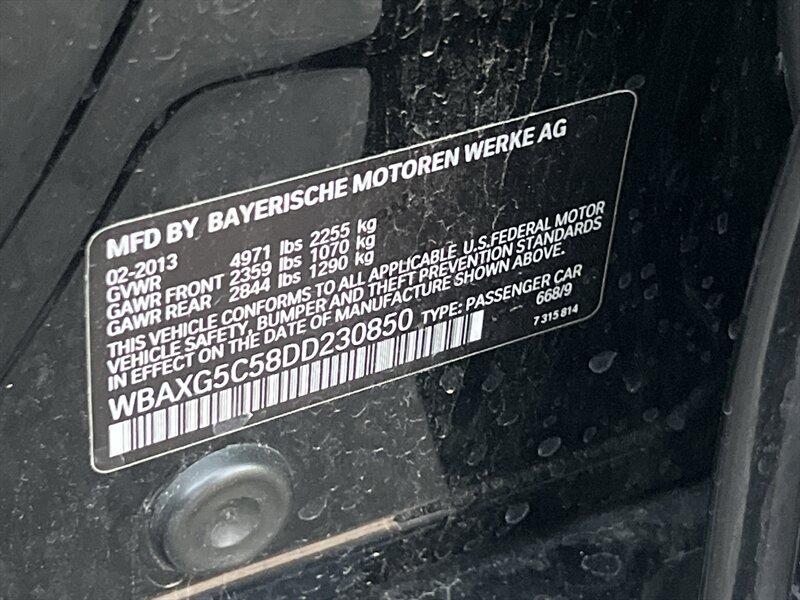 MFD BY BAYERISCHE MOTOREN WERKE AG
02-2013
GVWR 4971 lbs 2255 kg
GAWR FRONT 2359 lbs 1070 kg
GAWR REAR 2844 lbs 1290 kg
THIS VEHICLE CONFORMS TO ALL APPLICABLE U.S.FEDERAL MOTOR
VEHICLE SAFETY, BUMPER AND THEFT PREVENTION STANDARDS
IN EFFECT ON THE DATE OF MANUFACTURE SHOWN ABOVE.
WBAXG5C58DD230850 TYPE: PASSENGER CAR
668/9
7 315 814